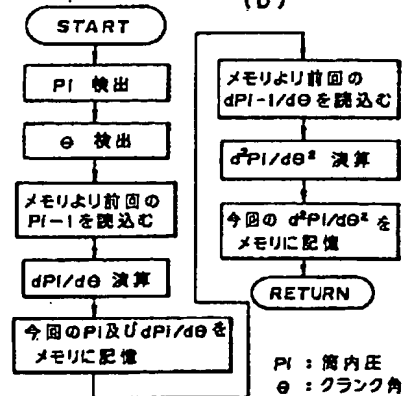 (D)
START
Pi 検出
θ 検出
メモリより前回の
Pi-1を読込む
dPi/dθ 演算
今回のPi及びdPi/dθを
メモリに記憶
メモリより前回の
dPi-1/dθを読込む
d²Pi/dθ² 演算
今回の d²Pi/dθ² を
メモリに記憶
RETURN
Pi : 筒内圧
θ : クランク角